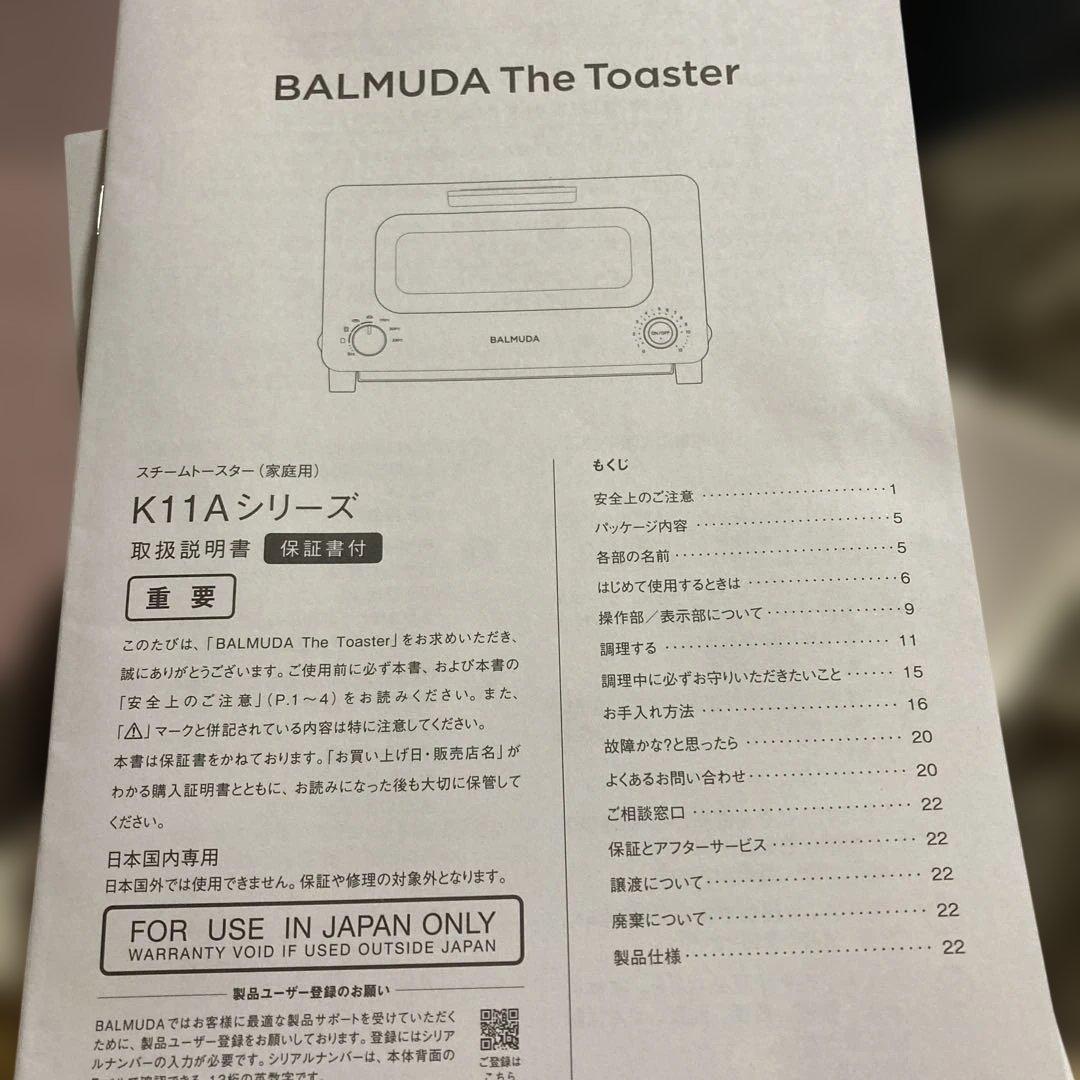 BALMUDA The Toaster
BALMUDA
ON/OFF
スチームトースター（家庭用）
K11Aシリーズ
取扱説明書 保証書付
重 要
このたびは、「BALMUDA The Toaster」をお求めいただき、
誠にありがとうございます。ご使用前に必ず本書、および本書の
「安全上のご注意」（P.1～4）をお読みください。また、
「⚠」マークと併記されている内容は特に注意してください。
本書は保証書をかねております。「お買い上げ日・販売店名」が
わかる購入証明書とともに、お読みになった後も大切に保管して
ください。
日本国内専用
日本国外では使用できません。保証や修理の対象外となります。
FOR USE IN JAPAN ONLY
WARRANTY VOID IF USED OUTSIDE JAPAN
製品ユーザー登録のお願い
BALMUDAではお客様に最適な製品サポートを受けていただく
ために、製品ユーザー登録をお願いしております。登録にはシリア
ルナンバーの入力が必要です。シリアルナンバーは、本体背面の
ラベルで確認できる、13桁の英数字です。
ご登録は
こちら
もくじ
安全上のご注意 ························· 1
パッケージ内容 ························· 5
各部の名前 ····························· 5
はじめて使用するときは ··················· 6
操作部／表示部について ·················· 9
調理する ······························ 11
調理中に必ずお守りいただきたいこと ······ 15
お手入れ方法 ·························· 16
故障かな?と思ったら ····················· 20
よくあるお問い合わせ ····················· 20
ご相談窓口 ···························· 22
保証とアフターサービス ··················· 22
譲渡について ··························· 22
廃棄について ··························· 22
製品仕様 ······························ 22